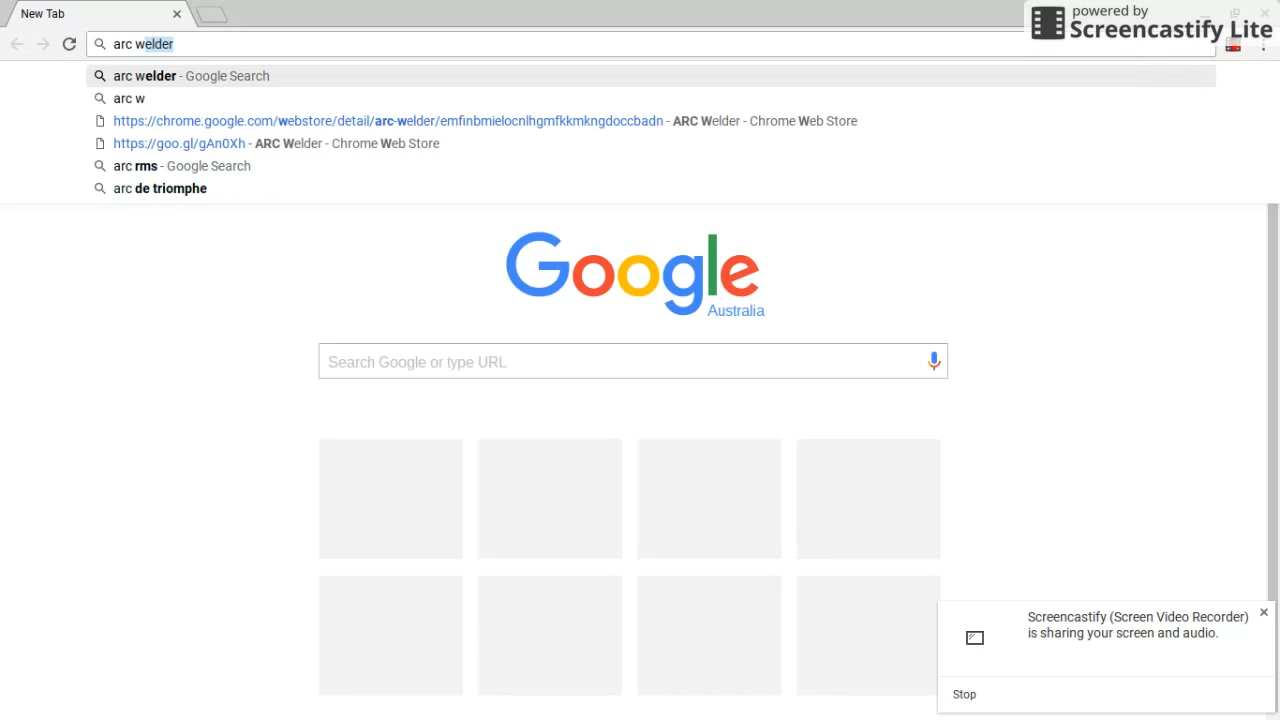 New Tab
powered by
Screencastify Lite
arc welder
arc welder - Google Search
arc w
https://chrome.google.com/webstore/detail/arc-welder/emfinbmielocnlhgmfkkmkngdoccbadn - ARC Welder - Chrome Web Store
https://goo.gl/gAn0Xh - ARC Welder - Chrome Web Store
arc rms - Google Search
arc de triomphe
Google
Australia
Search Google or type URL
Screencastify (Screen Video Recorder)
is sharing your screen and audio.
Stop